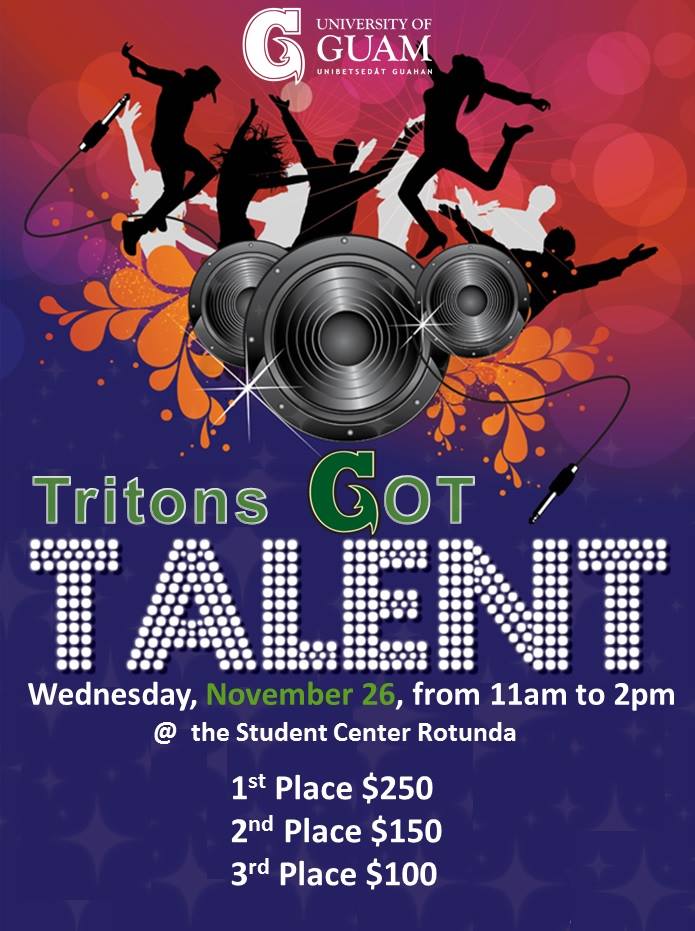 UNIVERSITY OF
GUAM
UNIBETSEDÅT GUAHAN
Tritons GOT
TALENT
Wednesday, November 26, from 11am to 2pm
@ the Student Center Rotunda
1st Place $250
2nd Place $150
3rd Place $100